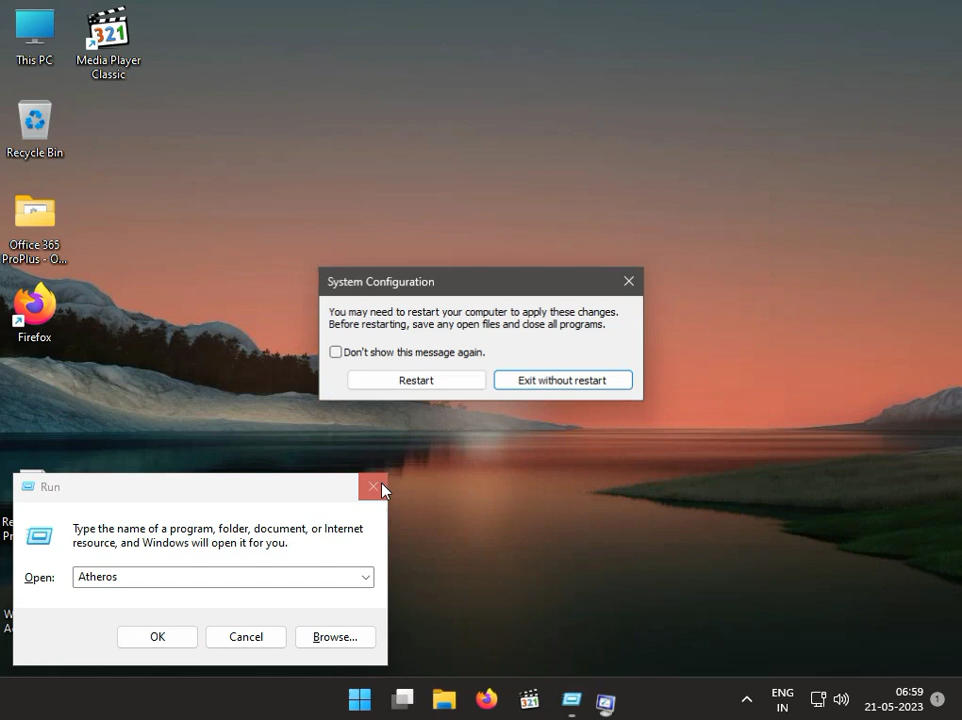 This PC
Media Player
Classic
321
Recycle Bin
Office 365
ProPlus - O...
Firefox
System Configuration
You may need to restart your computer to apply these changes.
Before restarting, save any open files and close all programs.
Don't show this message again.
Restart
Exit without restart
Run
Type the name of a program, folder, document, or Internet
resource, and Windows will open it for you.
Open:
Atheros
OK
Cancel
Browse...
321
ENG
IN
06:59
21-05-2023
1